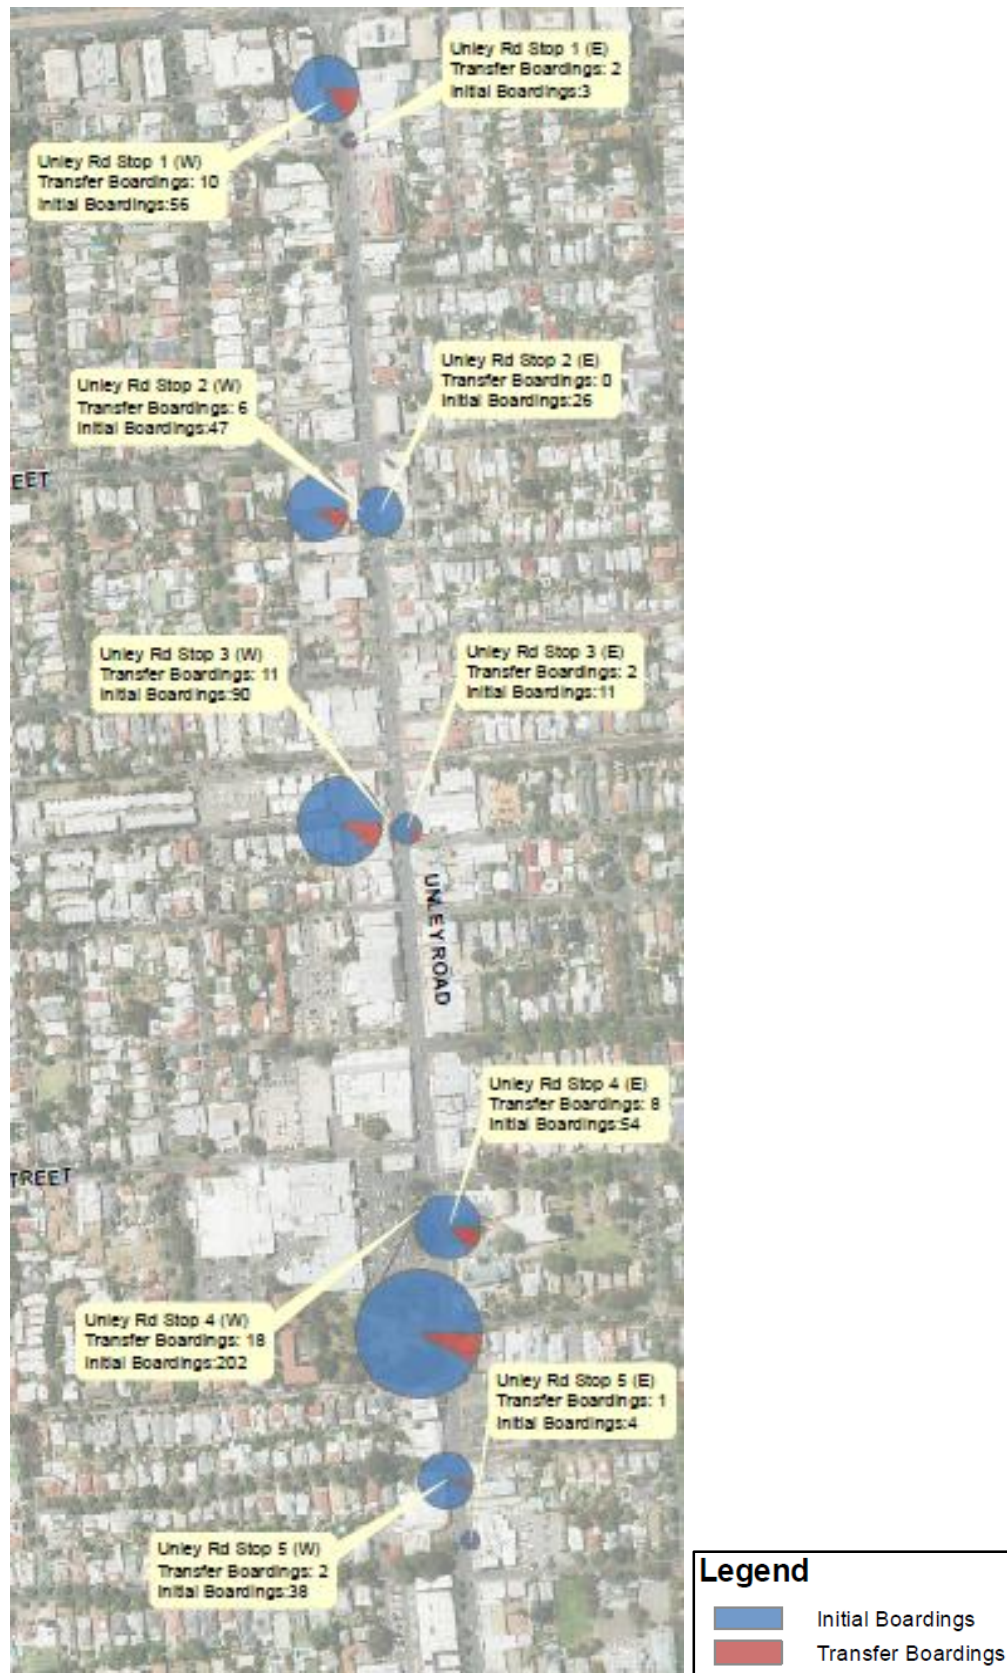 Unley Rd Stop 1 (E)
Transfer Boardings: 2
Initial Boardings:3
Unley Rd Stop 1 (W)
Transfer Boardings: 10
Initial Boardings:56
Unley Rd Stop 2 (E)
Transfer Boardings: 0
Initial Boardings:26
Unley Rd Stop 2 (W)
Transfer Boardings: 6
Initial Boardings:47
EET
Unley Rd Stop 3 (W)
Transfer Boardings: 11
Initial Boardings:90
Unley Rd Stop 3 (E)
Transfer Boardings: 2
Initial Boardings:11
UNLEY ROAD
Unley Rd Stop 4 (E)
Transfer Boardings: 8
Initial Boardings:54
TREET
Unley Rd Stop 4 (W)
Transfer Boardings: 18
Initial Boardings:202
Unley Rd Stop 5 (E)
Transfer Boardings: 1
Initial Boardings:4
Unley Rd Stop 5 (W)
Transfer Boardings: 2
Initial Boardings:38
Legend
Initial Boardings
Transfer Boardings